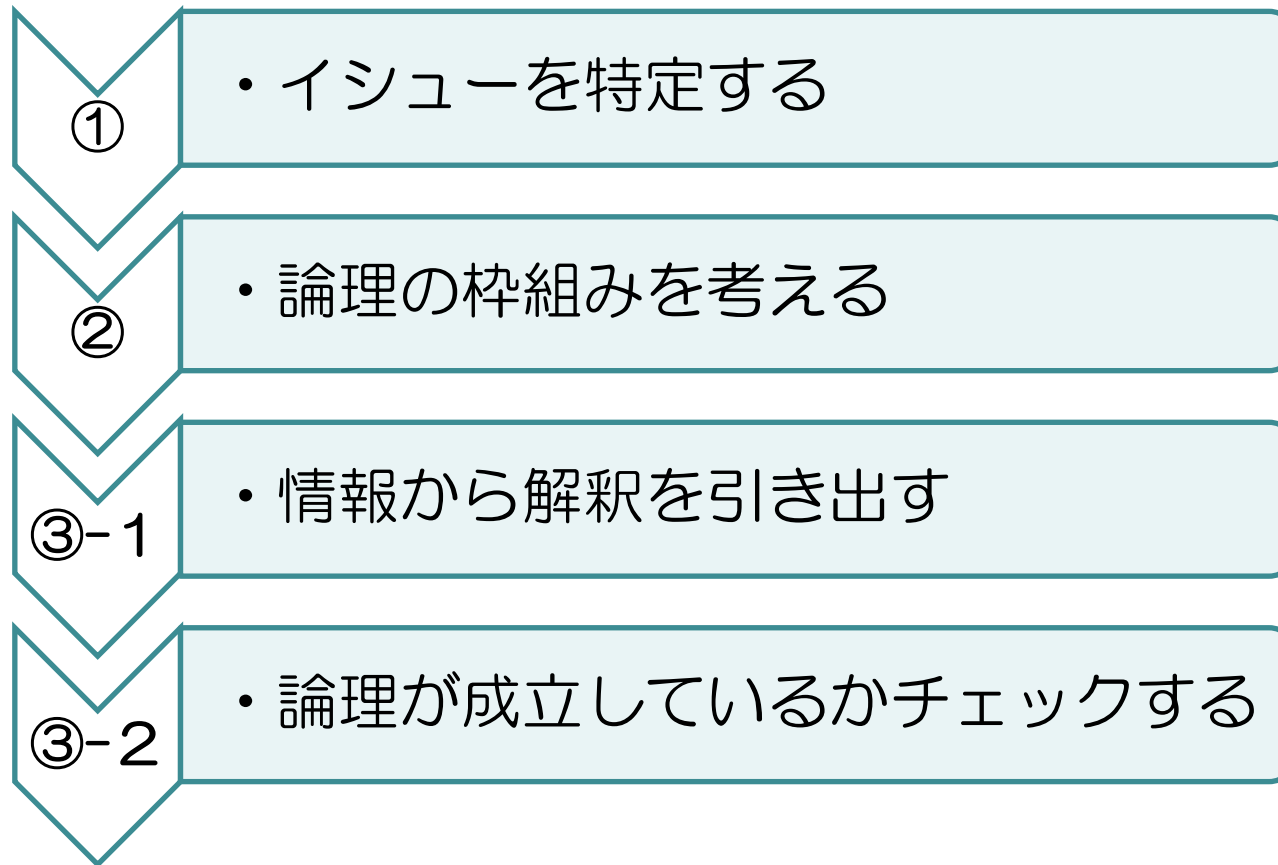 ①
・イシューを特定する
②
・論理の枠組みを考える
③-１
・情報から解釈を引き出す
③-２
・論理が成立しているかチェックする